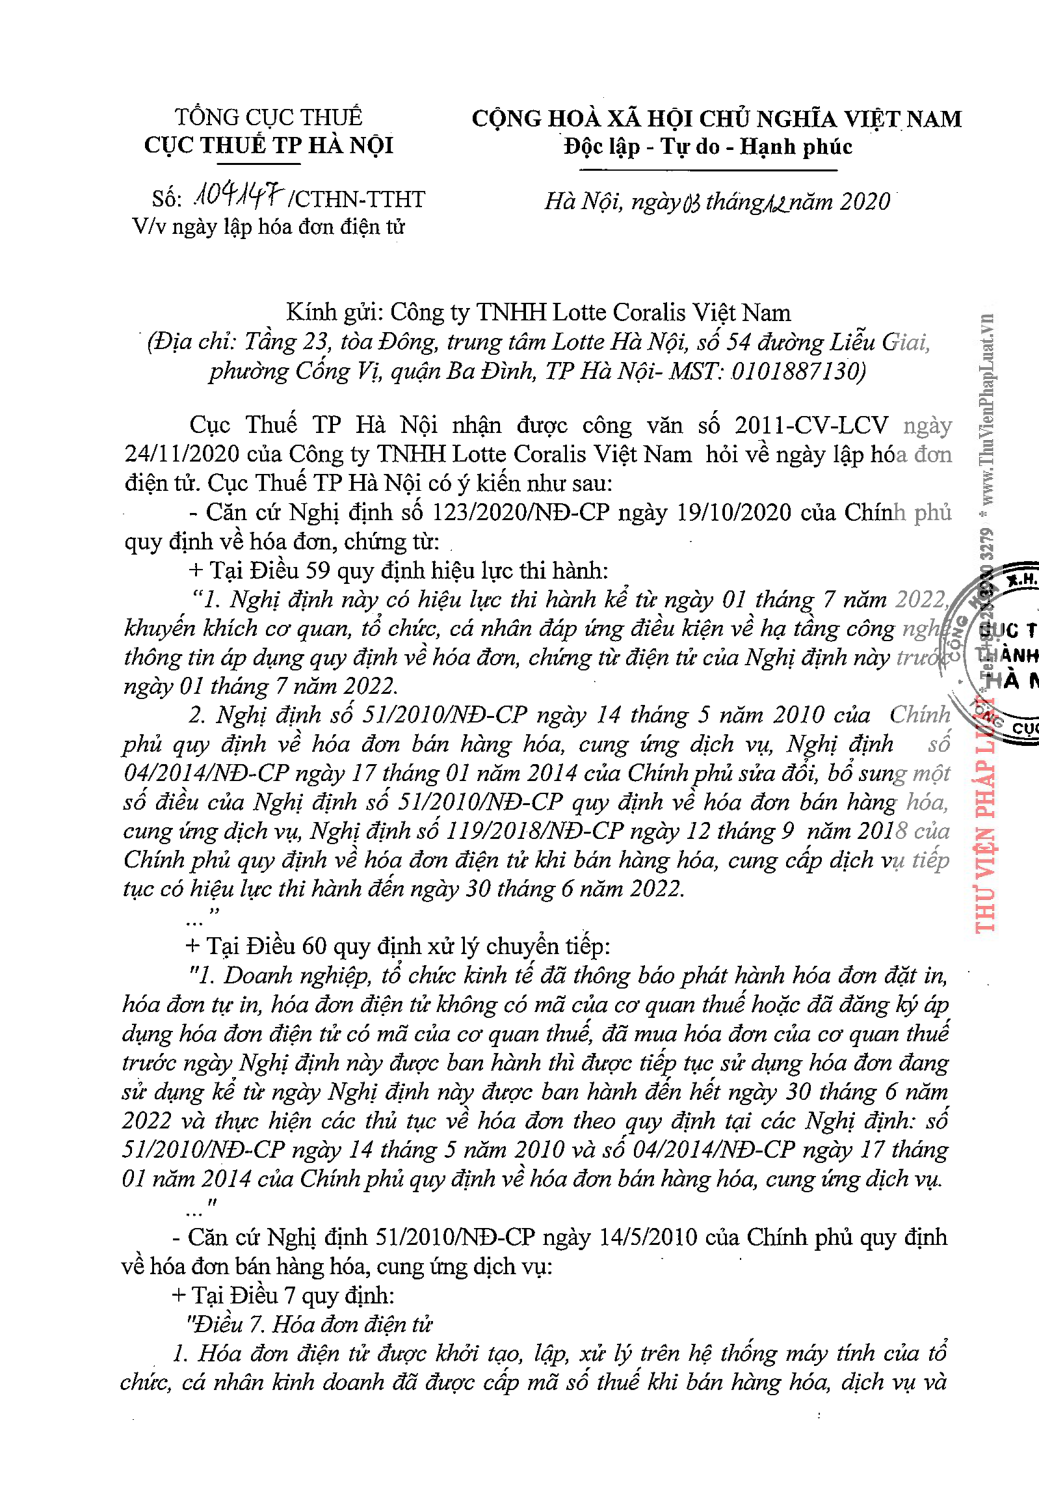 TỔNG CỤC THUẾ
CỤC THUẾ TP HÀ NỘI
CỘNG HOÀ XÃ HỘI CHỦ NGHĨA VIỆT NAM
Độc lập - Tự do - Hạnh phúc
Số: 104147/CTHN-TTHT
V/v ngày lập hóa đơn điện tử
Hà Nội, ngày 03 tháng 12 năm 2020
Kính gửi: Công ty TNHH Lotte Coralis Việt Nam
(Địa chỉ: Tầng 23, tòa Đông, trung tâm Lotte Hà Nội, số 54 đường Liễu Giai,
phường Cống Vị, quận Ba Đình, TP Hà Nội- MST: 0101887130)
Cục Thuế TP Hà Nội nhận được công văn số 2011-CV-LCV ngày
24/11/2020 của Công ty TNHH Lotte Coralis Việt Nam hỏi về ngày lập hóa đơn
điện tử. Cục Thuế TP Hà Nội có ý kiến như sau:
- Căn cứ Nghị định số 123/2020/NĐ-CP ngày 19/10/2020 của Chính phủ
quy định về hóa đơn, chứng từ:
+ Tại Điều 59 quy định hiệu lực thi hành:
“1. Nghị định này có hiệu lực thi hành kể từ ngày 01 tháng 7 năm 2022,
khuyến khích cơ quan, tổ chức, cá nhân đáp ứng điều kiện về hạ tầng công nghệ
thông tin áp dụng quy định về hóa đơn, chứng từ điện tử của Nghị định này trước
ngày 01 tháng 7 năm 2022.
2. Nghị định số 51/2010/NĐ-CP ngày 14 tháng 5 năm 2010 của Chính
phủ quy định về hóa đơn bán hàng hóa, cung ứng dịch vụ, Nghị định số
04/2014/NĐ-CP ngày 17 tháng 01 năm 2014 của Chính phủ sửa đổi, bổ sung một
số điều của Nghị định số 51/2010/NĐ-CP quy định về hóa đơn bán hàng hóa,
cung ứng dịch vụ, Nghị định số 119/2018/NĐ-CP ngày 12 tháng 9 năm 2018 của
Chính phủ quy định về hóa đơn điện tử khi bán hàng hóa, cung cấp dịch vụ tiếp
tục có hiệu lực thi hành đến ngày 30 tháng 6 năm 2022.
...”
+ Tại Điều 60 quy định xử lý chuyển tiếp:
"1. Doanh nghiệp, tổ chức kinh tế đã thông báo phát hành hóa đơn đặt in,
hóa đơn tự in, hóa đơn điện tử không có mã của cơ quan thuế hoặc đã đăng ký áp
dụng hóa đơn điện tử có mã của cơ quan thuế, đã mua hóa đơn của cơ quan thuế
trước ngày Nghị định này được ban hành thì được tiếp tục sử dụng hóa đơn đang
sử dụng kể từ ngày Nghị định này được ban hành đến hết ngày 30 tháng 6 năm
2022 và thực hiện các thủ tục về hóa đơn theo quy định tại các Nghị định: số
51/2010/NĐ-CP ngày 14 tháng 5 năm 2010 và số 04/2014/NĐ-CP ngày 17 tháng
01 năm 2014 của Chính phủ quy định về hóa đơn bán hàng hóa, cung ứng dịch vụ.
..."
- Căn cứ Nghị định 51/2010/NĐ-CP ngày 14/5/2010 của Chính phủ quy định
về hóa đơn bán hàng hóa, cung ứng dịch vụ:
+ Tại Điều 7 quy định:
"Điều 7. Hóa đơn điện tử
1. Hóa đơn điện tử được khởi tạo, lập, xử lý trên hệ thống máy tính của tổ
chức, cá nhân kinh doanh đã được cấp mã số thuế khi bán hàng hóa, dịch vụ và
THƯ VIỆN PHÁP LUẬT
3279 * www.ThuVienPhapLuat.vn
X.H.
CỘNG HÒA
CỤC T
THÀNH
HÀ N
TỔNG CỤC